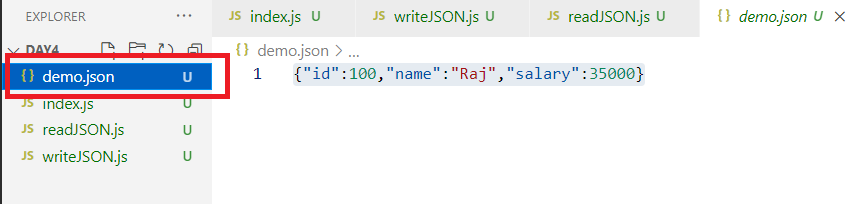 EXPLORER ...
DAY4
{} demo.json U
JS index.js U
JS readJSON.js U
JS writeJSON.js U
JS index.js U JS writeJSON.js U JS readJSON.js U {} demo.json U
{} demo.json > ...
1 {"id":100,"name":"Raj","salary":35000}